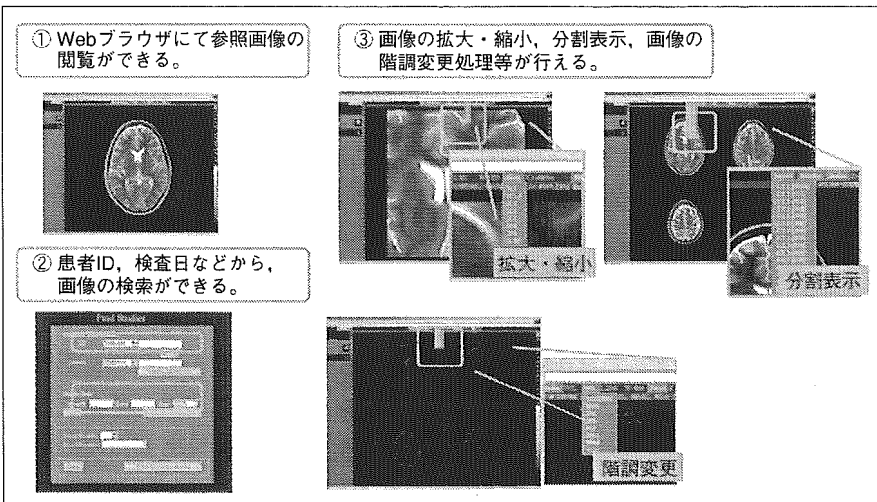 ① Webブラウザにて参照画像の
閲覧ができる。
② 患者ID，検査日などから，
画像の検索ができる。
③ 画像の拡大・縮小，分割表示，画像の
階調変更処理等が行える。
拡大・縮小
分割表示
階調変更